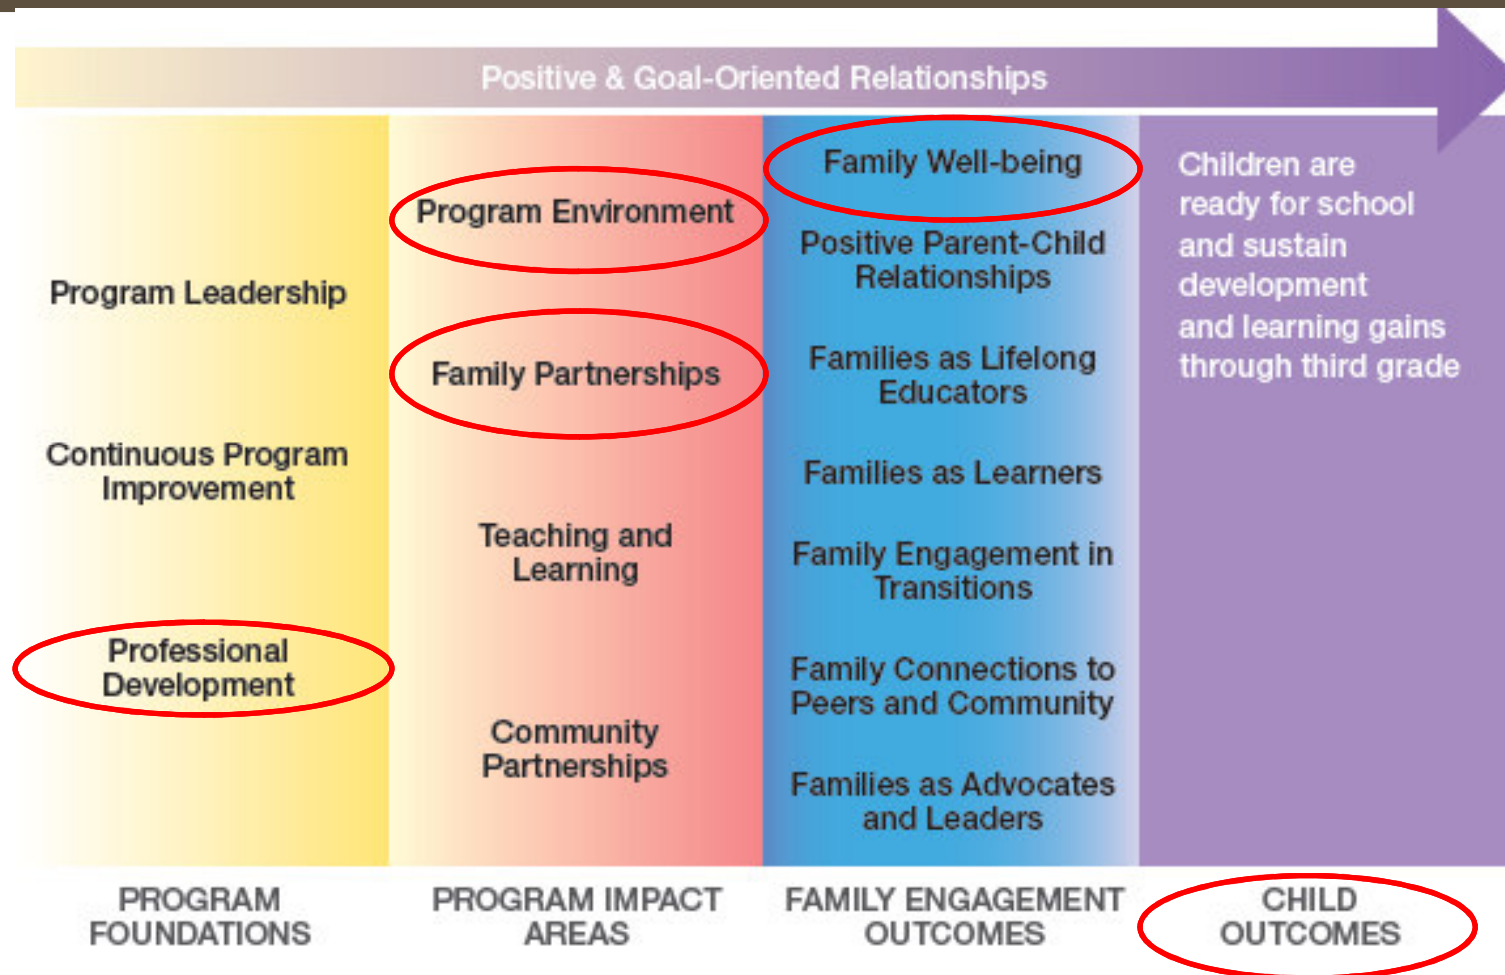 Positive & Goal-Oriented Relationships
Program Leadership
Continuous Program
Improvement
Professional
Development
PROGRAM
FOUNDATIONS
Program Environment
Family Partnerships
Teaching and
Learning
Community
Partnerships
PROGRAM IMPACT
AREAS
Family Well-being
Positive Parent-Child
Relationships
Families as Lifelong
Educators
Families as Learners
Family Engagement in
Transitions
Family Connections to
Peers and Community
Families as Advocates
and Leaders
FAMILY ENGAGEMENT
OUTCOMES
Children are
ready for school
and sustain
development
and learning gains
through third grade
CHILD
OUTCOMES